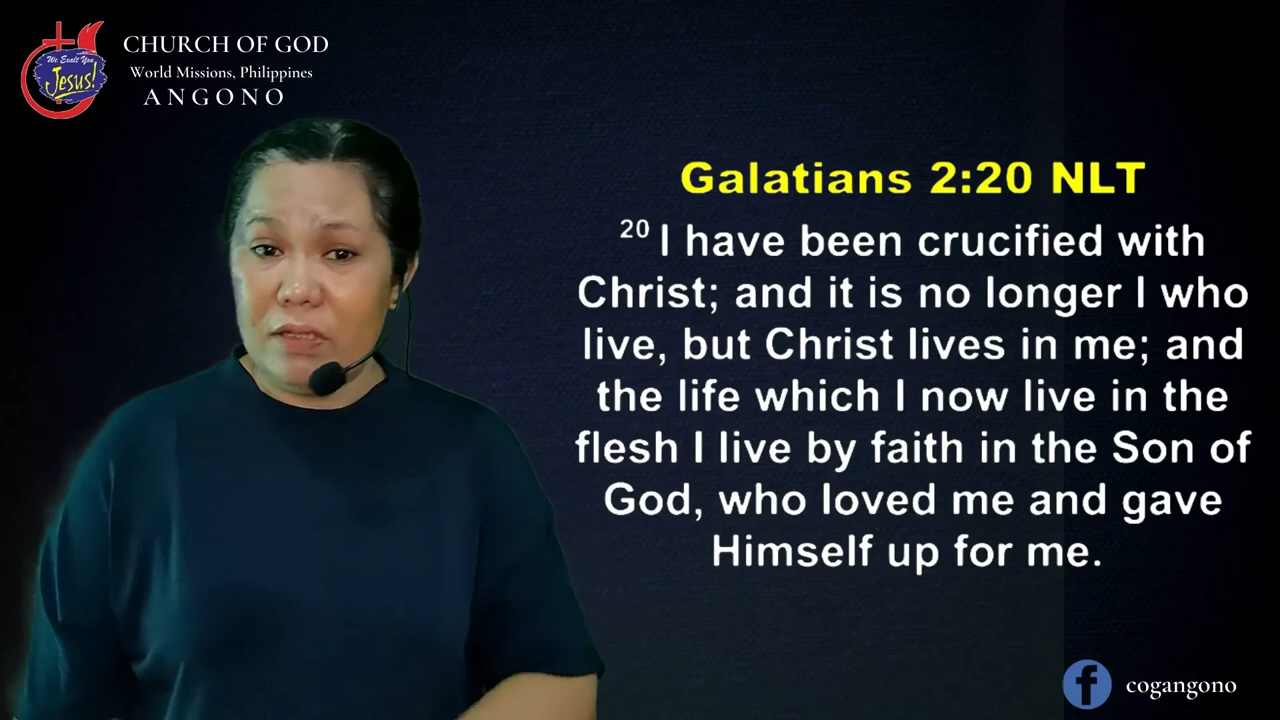 We Exalt You
Jesus!
CHURCH OF GOD
World Missions, Philippines
ANGONO
Galatians 2:20 NLT
20 I have been crucified with
Christ; and it is no longer I who
live, but Christ lives in me; and
the life which I now live in the
flesh I live by faith in the Son of
God, who loved me and gave
Himself up for me.
f cogangono